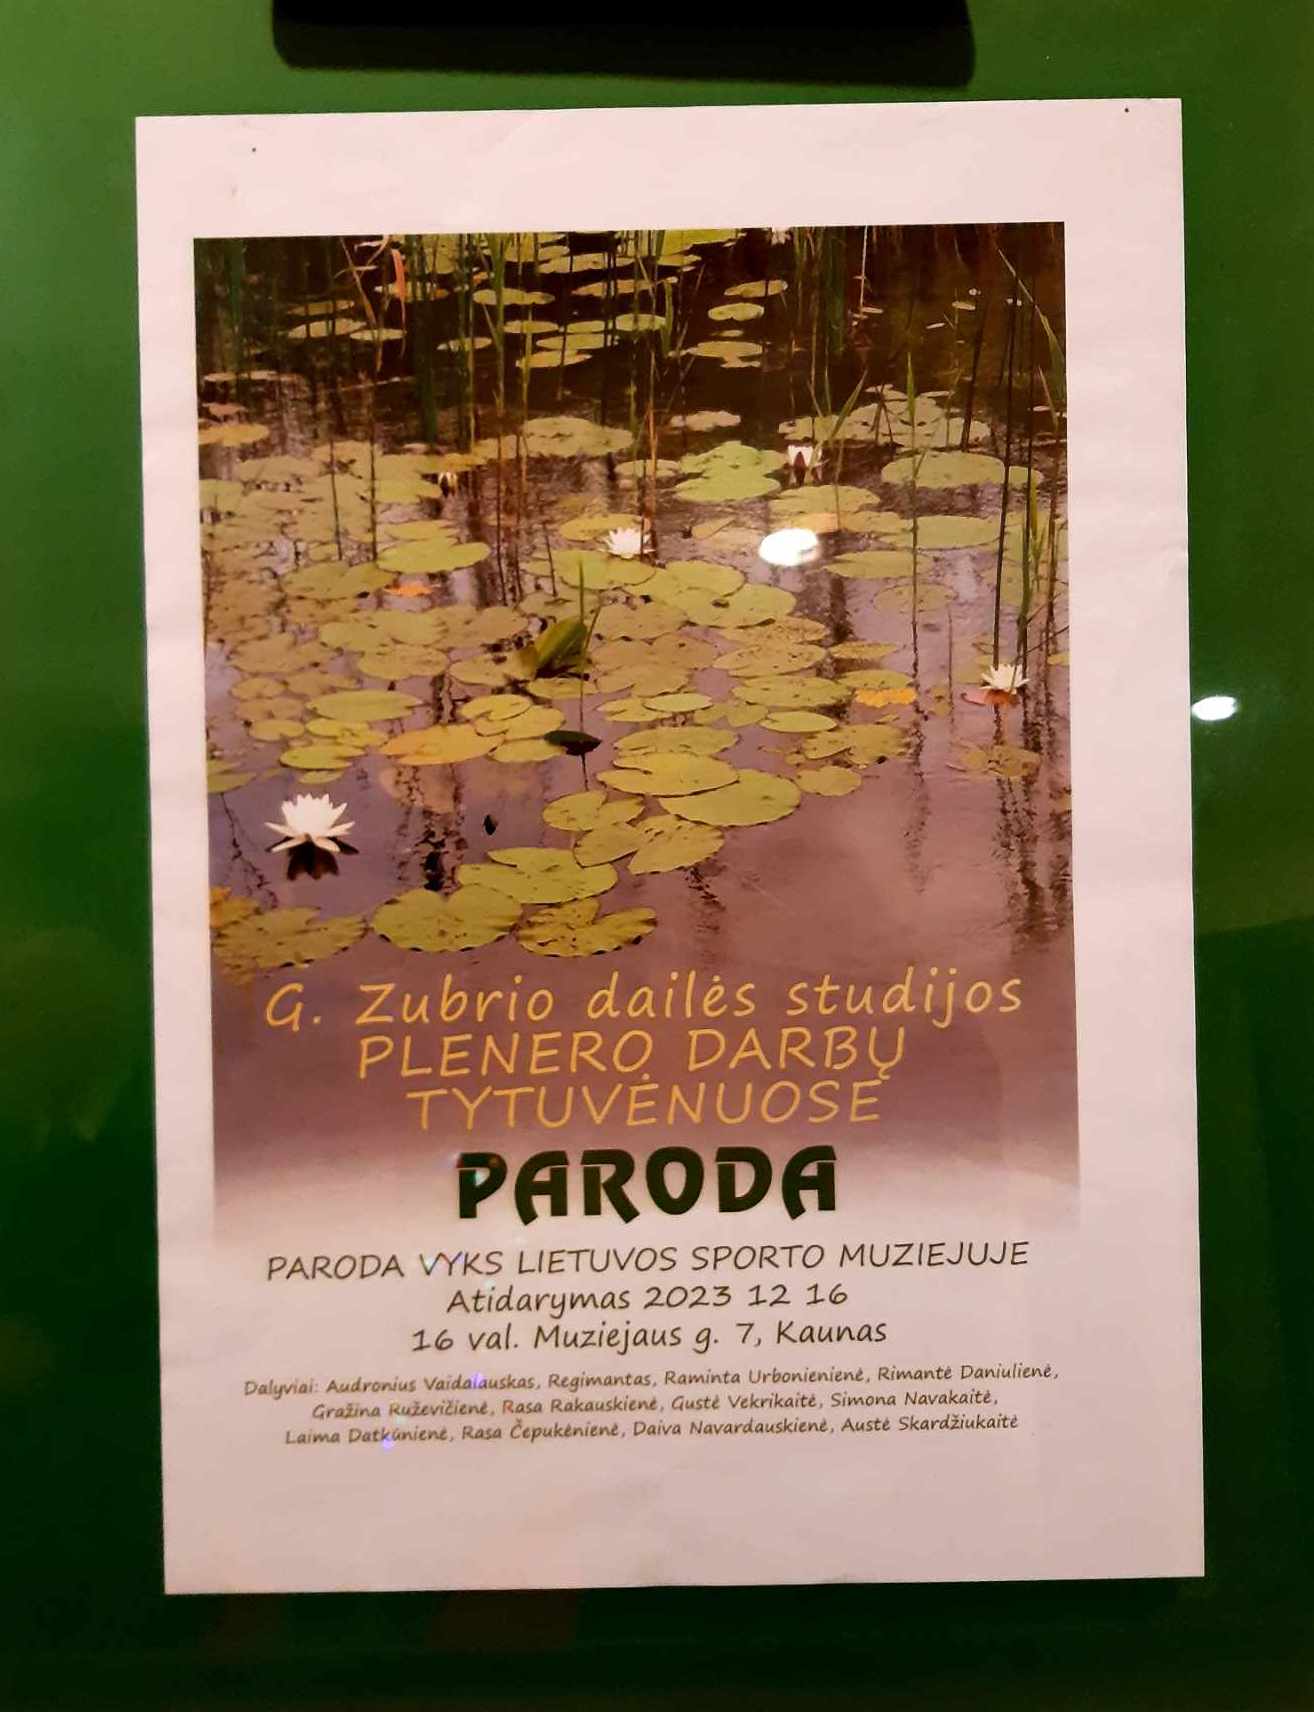 G. Zubrio dailės studijos
PLENERO DARBŲ
TYTUVĖNUOSE
PARODA
PARODA VYKS LIETUVOS SPORTO MUZIEJUJE
Atidarymas 2023 12 16
16 val. Muziejaus g. 7, Kaunas
Dalyviai: Audronius Vaidalauskas, Regimantas, Raminta Urbonienienė, Rimantė Daniulienė,
Gražina Ruževičienė, Rasa Rakauskienė, Gustė Vekrikaitė, Simona Navakaitė,
Laima Datkūnienė, Rasa Čepukėnienė, Daiva Navardauskienė, Austė Skardžiukaitė